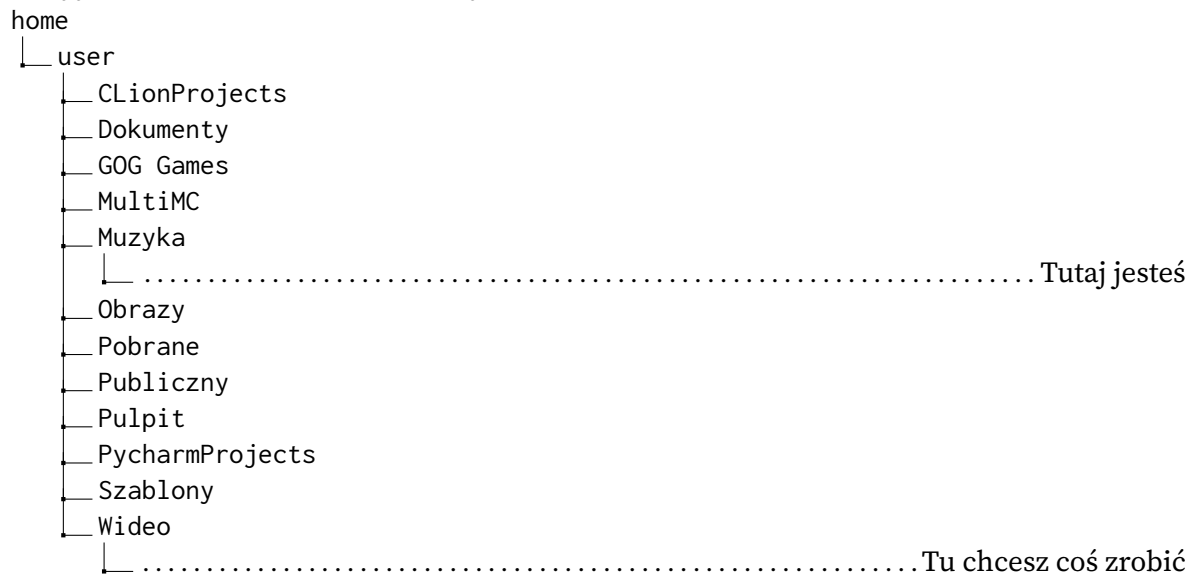 home
user
CLionProjects
Dokumenty
GOG Games
MultiMC
Muzyka
Tutaj jesteś
Obrazy
Pobrane
Publiczny
Pulpit
PycharmProjects
Szablony
Wideo
Tu chcesz coś zrobić